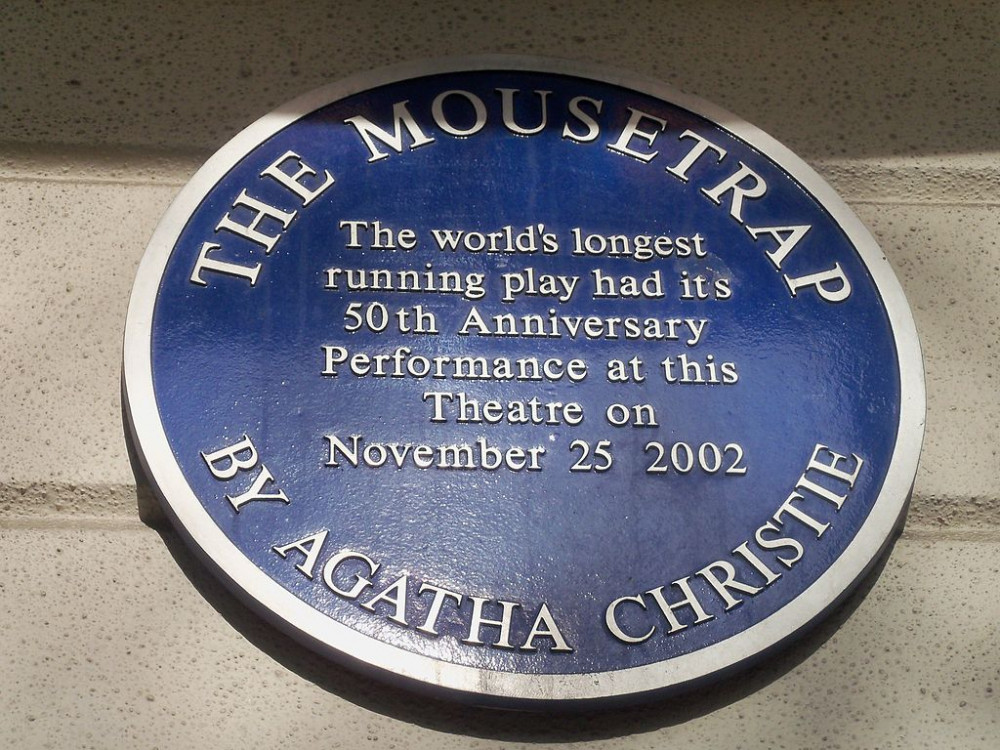 THE MOUSETRAP
The world's longest
running play had it's
50th Anniversary
Performance at this
Theatre on
November 25 2002
BY AGATHA CHRISTIE